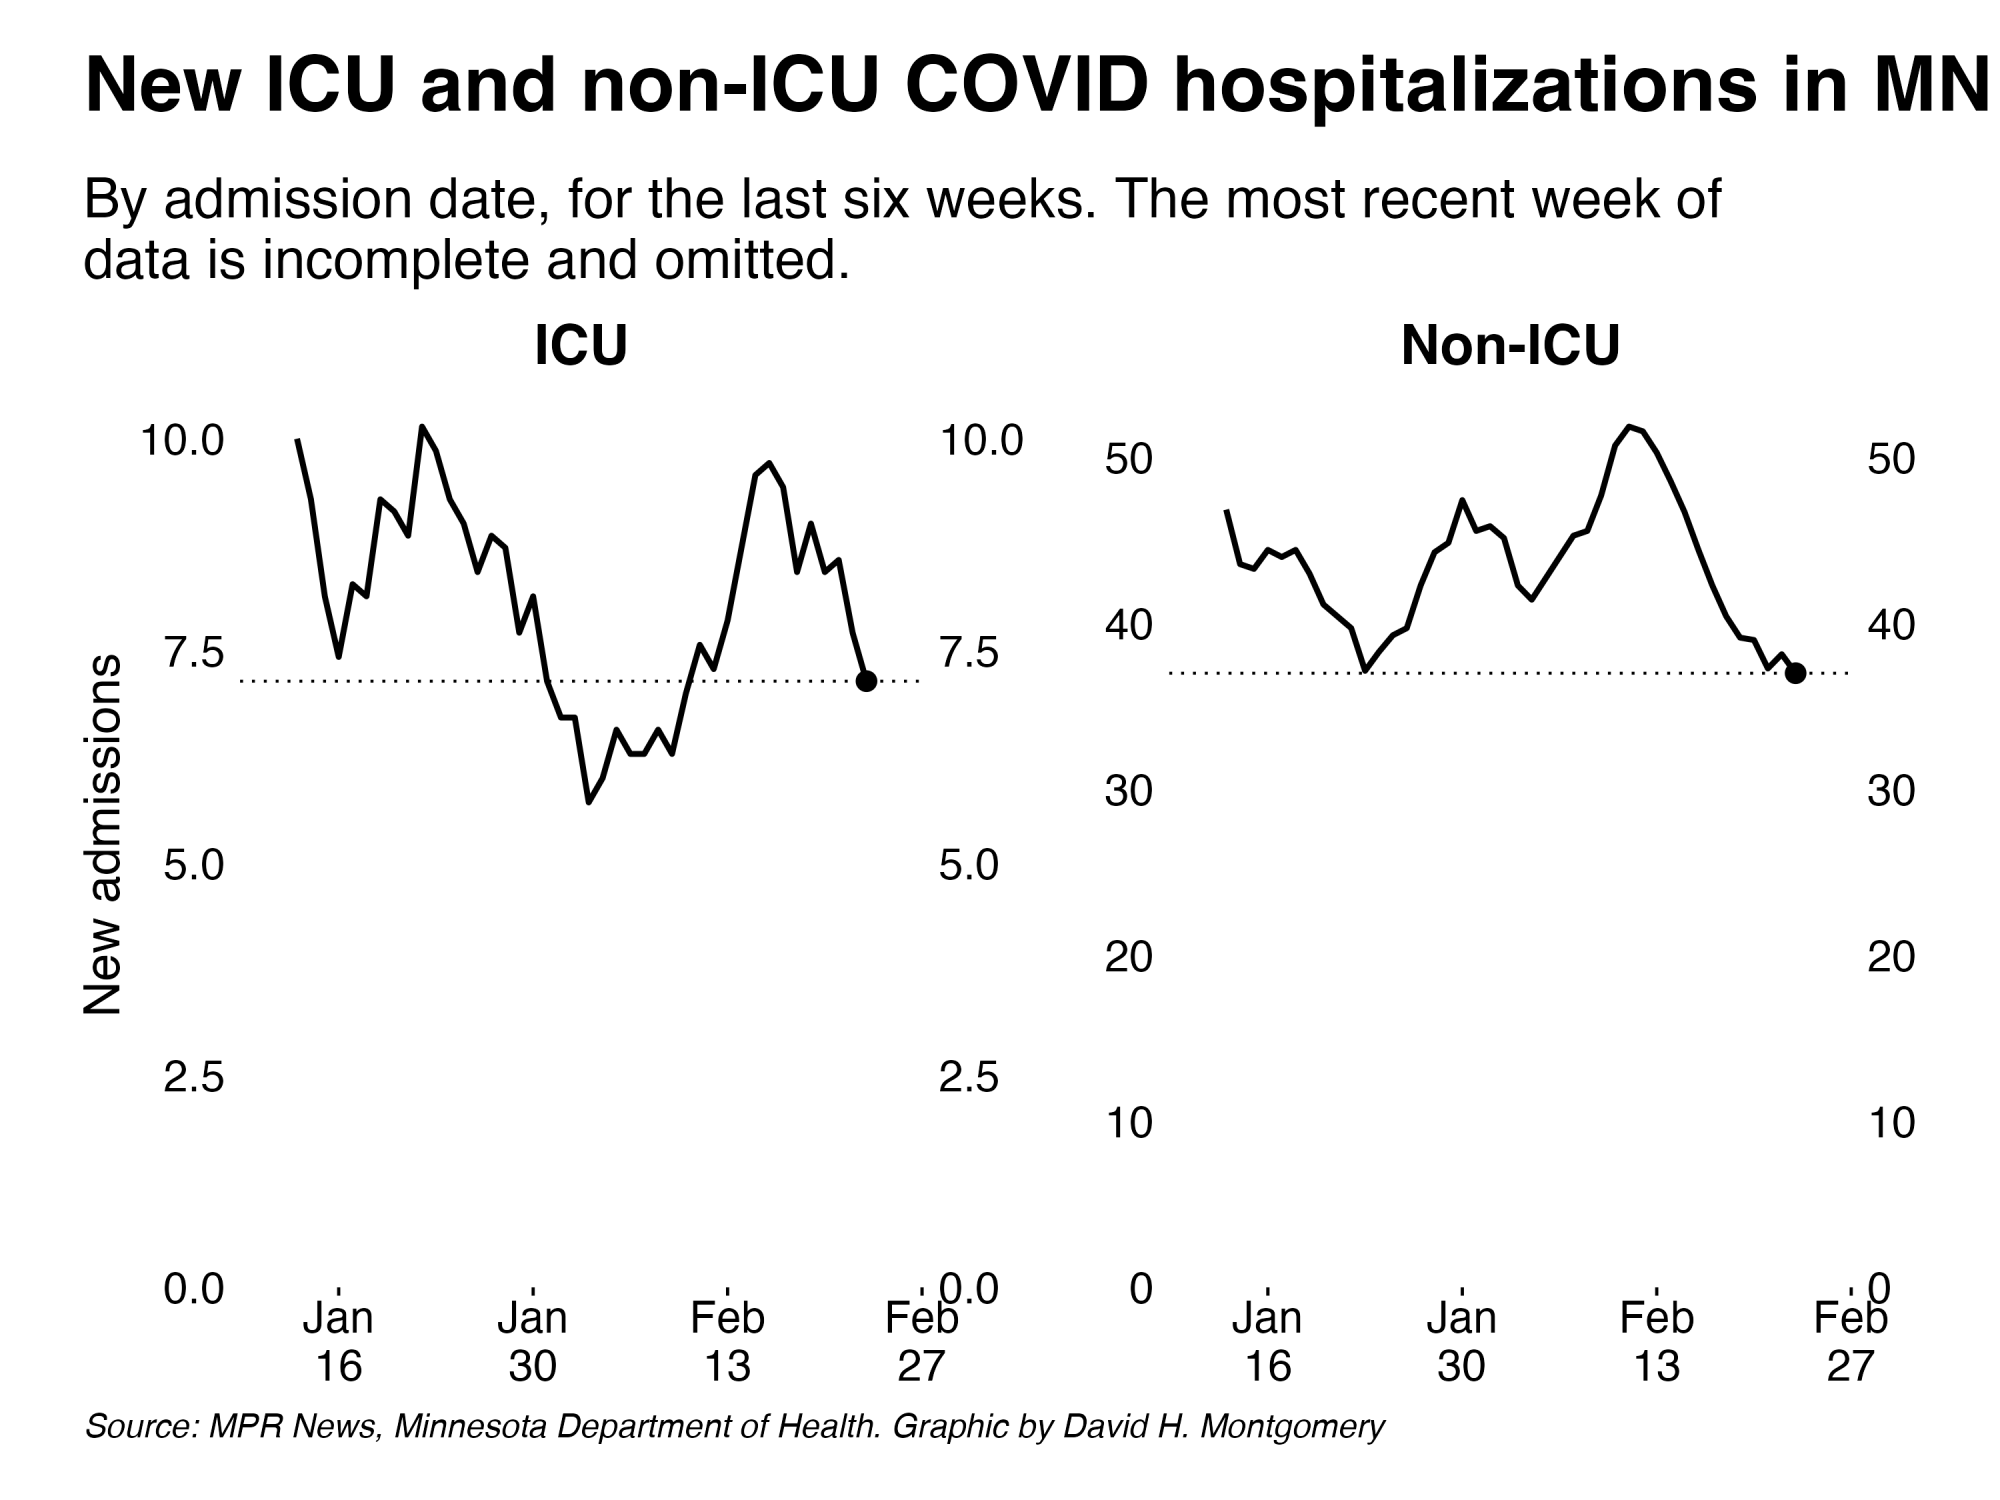 New ICU and non-ICU COVID hospitalizations in MN
By admission date, for the last six weeks. The most recent week of
data is incomplete and omitted.
ICU
New admissions
10.0
7.5
5.0
2.5
0.0
10.0
7.5
5.0
2.5
0.0
Jan
16
Jan
30
Feb
13
Feb
27
Non-ICU
50
40
30
20
10
0
50
40
30
20
10
0
Jan
16
Jan
30
Feb
13
Feb
27
Source: MPR News, Minnesota Department of Health. Graphic by David H. Montgomery